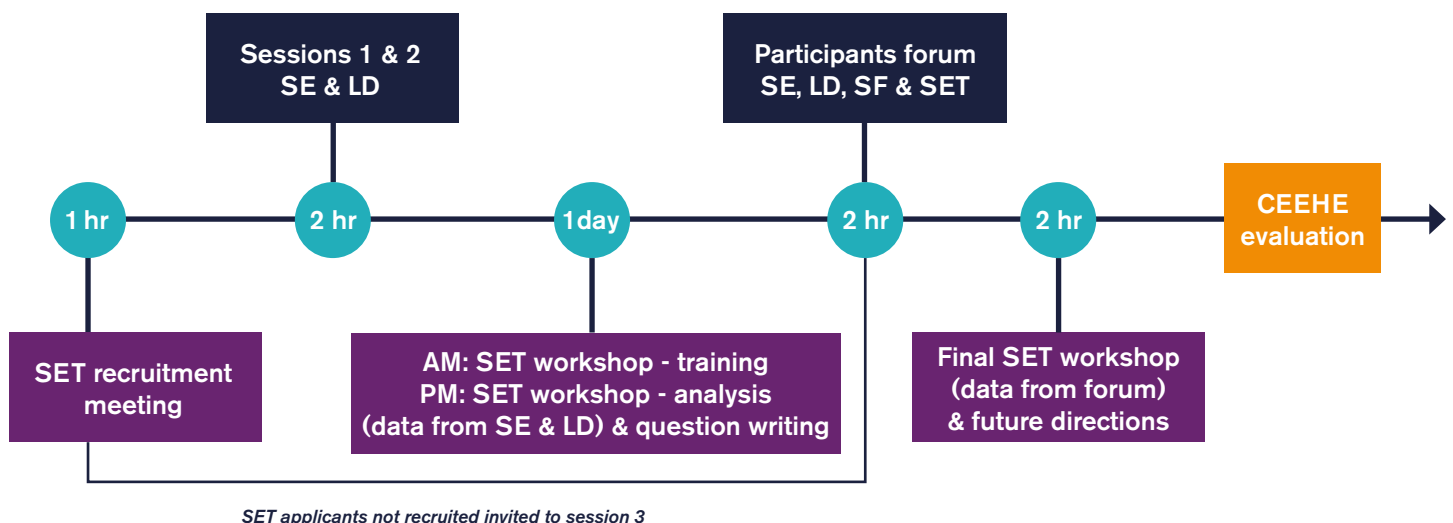 Sessions 1 & 2
SE & LD
Participants forum
SE, LD, SF & SET
1 hr
2 hr
1day
2 hr
2 hr
CEEHE
evaluation
SET recruitment
meeting
AM: SET workshop - training
PM: SET workshop - analysis
(data from SE & LD) & question writing
Final SET workshop
(data from forum)
& future directions
SET applicants not recruited invited to session 3